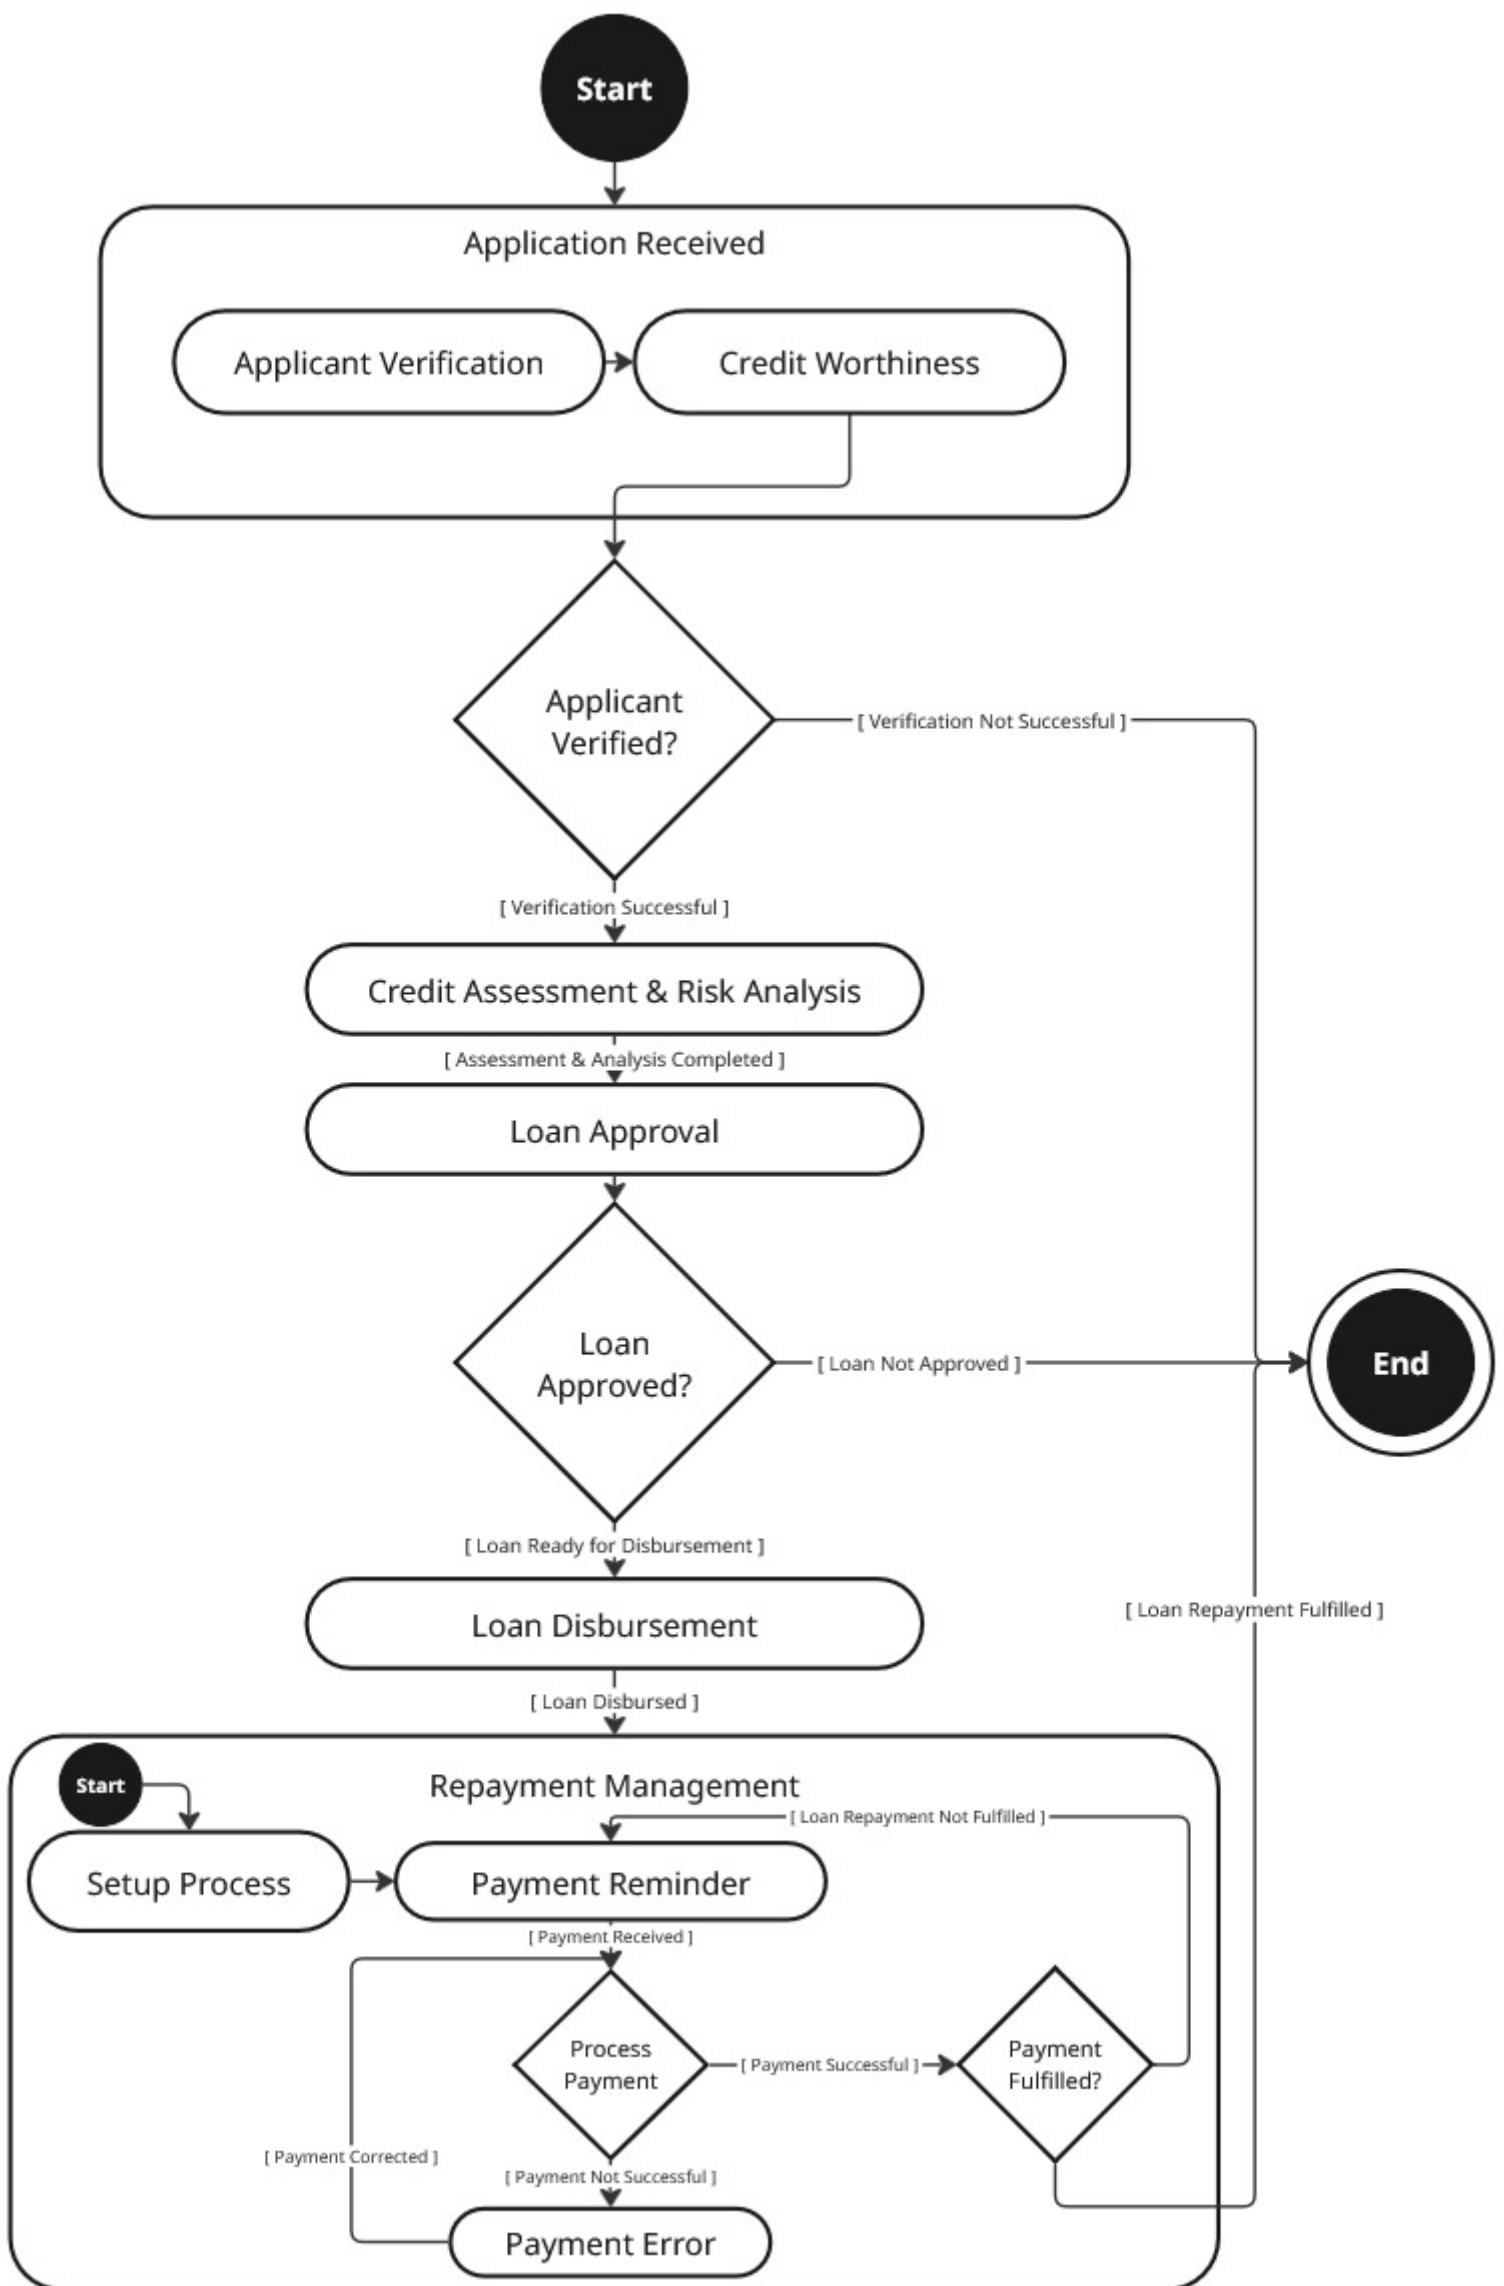 Start
Application Received
Applicant Verification
Credit Worthiness
Applicant
Verified?
[ Verification Not Successful ]
[ Verification Successful ]
Credit Assessment & Risk Analysis
[ Assessment & Analysis Completed ]
Loan Approval
Loan
Approved?
[ Loan Not Approved ]
End
[ Loan Ready for Disbursement ]
Loan Disbursement
[ Loan Repayment Fulfilled ]
[ Loan Disbursed ]
Start
Repayment Management
[ Loan Repayment Not Fulfilled ]
Setup Process
Payment Reminder
[ Payment Received ]
Process
Payment
[ Payment Successful ]
Payment
Fulfilled?
[ Payment Corrected ]
[ Payment Not Successful ]
Payment Error